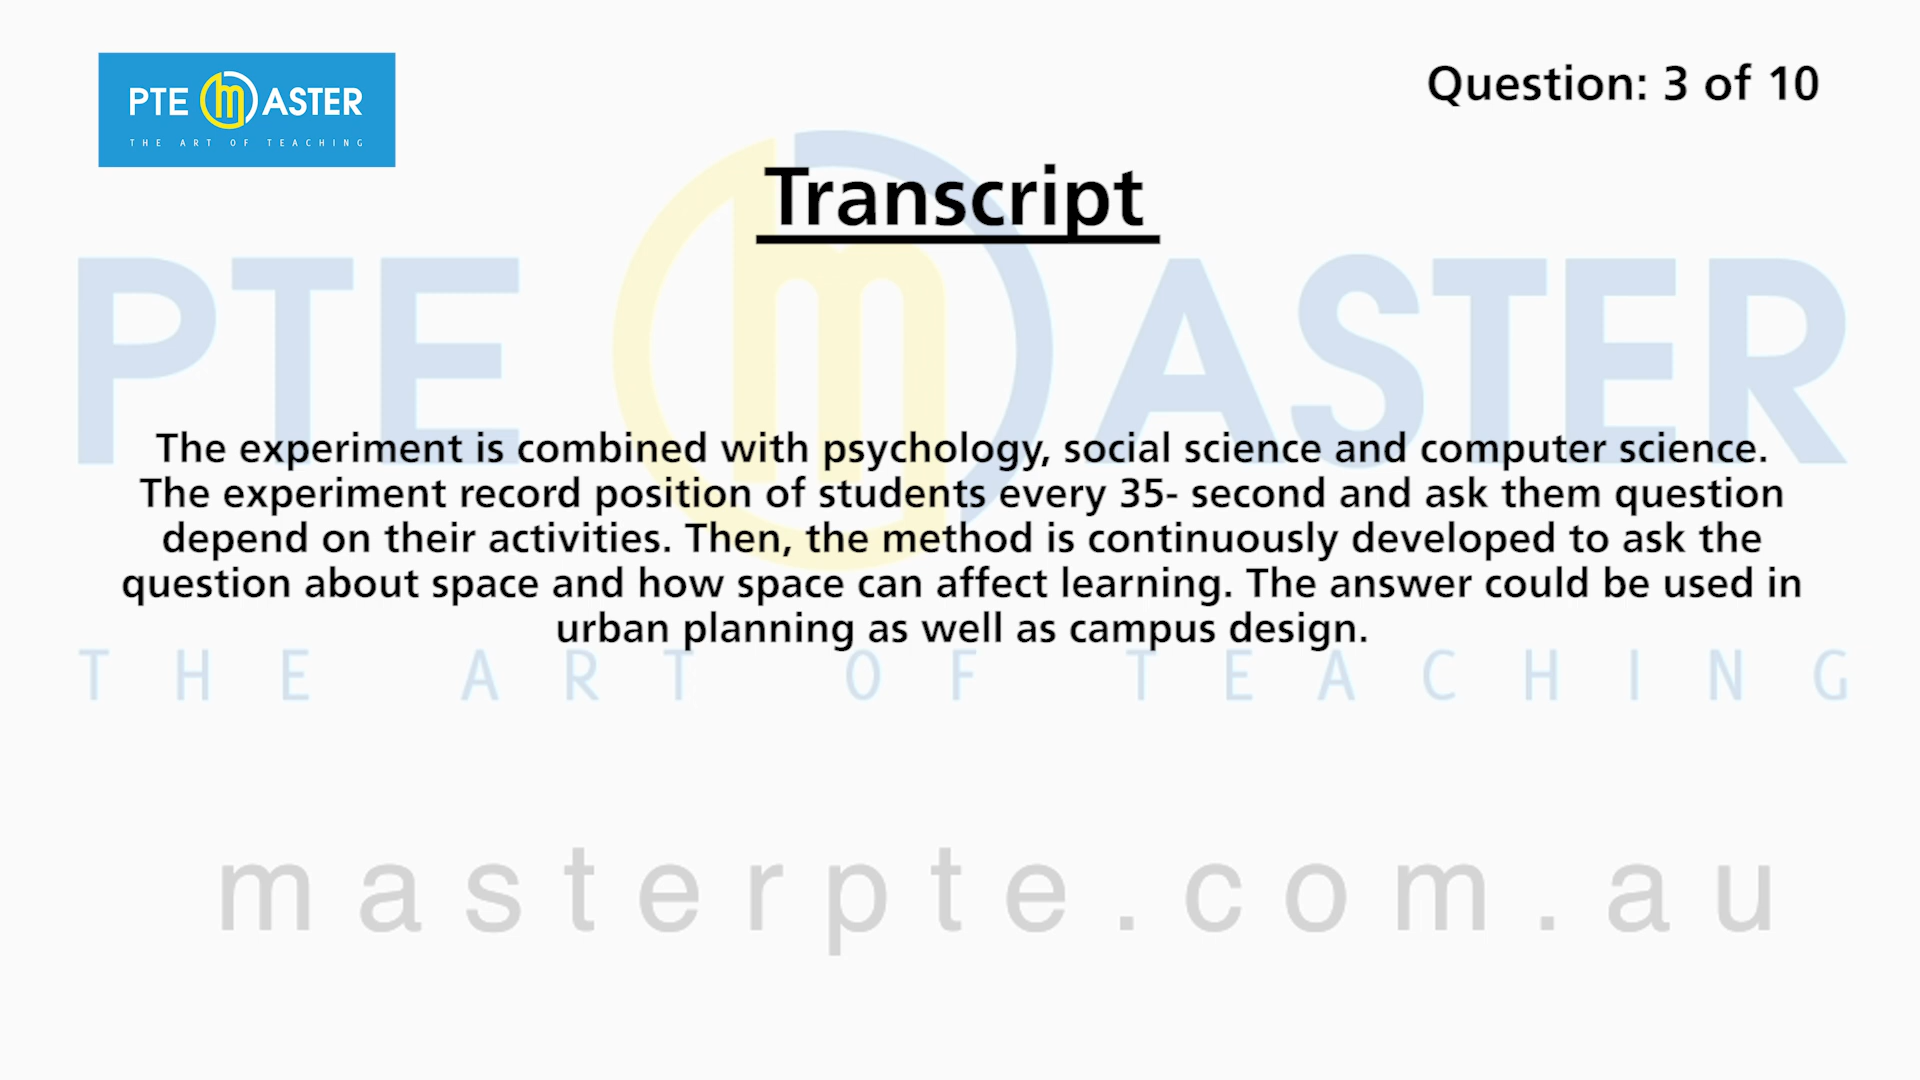 PTE MASTER
THE ART OF TEACHING
Question: 3 of 10
Transcript
PTE MASTER
The experiment is combined with psychology, social science and computer science.
The experiment record position of students every 35- second and ask them question
depend on their activities. Then, the method is continuously developed to ask the
question about space and how space can affect learning. The answer could be used in
urban planning as well as campus design.
THE ART OF TEACHING
masterpte.com.au